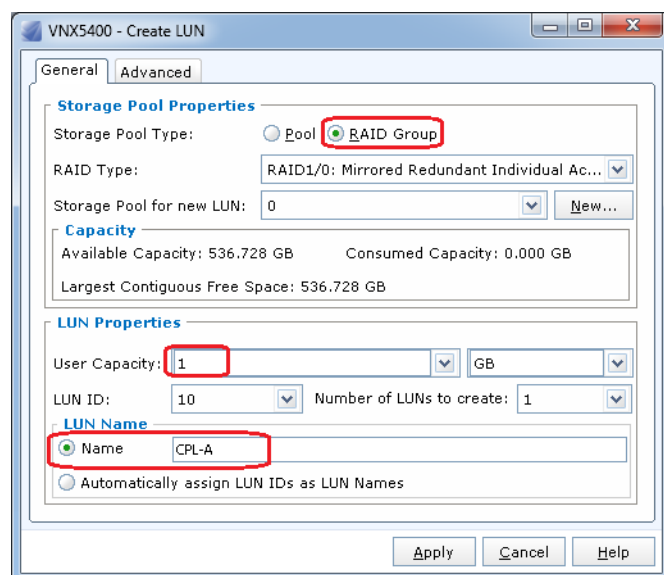 VNX5400 - Create LUN
General Advanced
Storage Pool Properties
Storage Pool Type: Pool RAID Group
RAID Type: RAID1/0: Mirrored Redundant Individual Ac...
Storage Pool for new LUN: 0 New...
Capacity
Available Capacity: 536.728 GB Consumed Capacity: 0.000 GB
Largest Contiguous Free Space: 536.728 GB
LUN Properties
User Capacity: 1 GB
LUN ID: 10 Number of LUNs to create: 1
LUN Name
Name CPL-A
Automatically assign LUN IDs as LUN Names
Apply Cancel Help